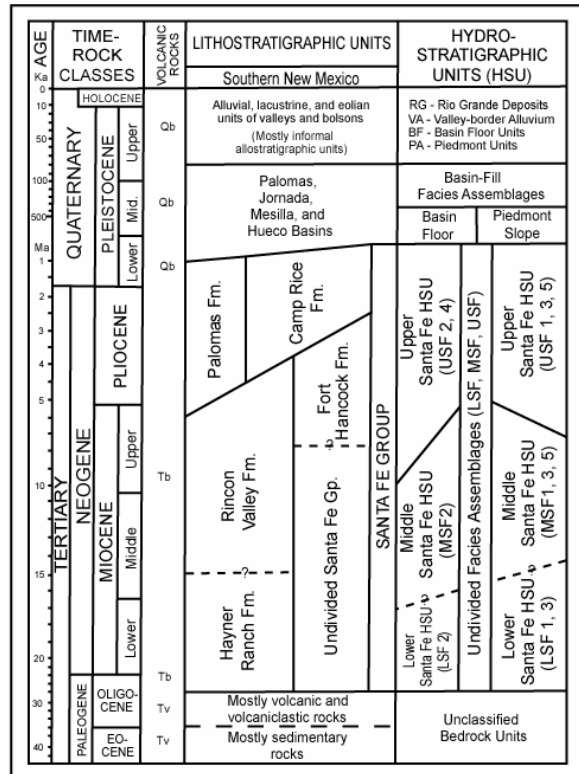 AGE
Ka
TIME-
ROCK
CLASSES
VOLCANIC
ROCKS
LITHOSTRATIGRAPHIC UNITS
Southern New Mexico
HYDRO-
STRATIGRAPHIC
UNITS (HSU)
0
10
50
100
500
Ma
1
2
3
4
5
10
15
20
30
40
QUATERNARY
TERTIARY
NEOGENE
PALEOGENE
HOLOCENE
PLEISTOCENE
Upper
Mid.
Lower
PLIOCENE
MIOCENE
Upper
Middle
Lower
OLIGO-
CENE
EO-
CENE
Qb
Qb
Qb
Tb
Tb
Tv
Tv
Alluvial, lacustrine, and eolian
units of valleys and bolsons
(Mostly informal
allostratigraphic units)
Palomas,
Jornada,
Mesilla, and
Hueco Basins
Palomas Fm.
Camp Rice
Fm.
Fort
Hancock Fm.
?
Rincon
Valley Fm.
?
Hayner
Ranch Fm.
Undivided Santa Fe Gp.
SANTA FE GROUP
Mostly volcanic and
volcaniclastic rocks
Mostly sedimentary
rocks
RG - Rio Grande Deposits
VA - Valley-border Alluvium
BF - Basin Floor Units
PA - Piedmont Units
Basin-Fill
Facies Assemblages
Basin
Floor
Piedmont
Slope
Upper
Santa Fe HSU
(USF 2, 4)
Middle
Santa Fe HSU
(MSF2)
?
Lower
Santa Fe HSU
(LSF 2)
Undivided Facies Assemblages (LSF, MSF, USF)
Upper
Santa Fe HSU
(USF 1, 3, 5)
Middle
Santa Fe HSU
(MSF1, 3, 5)
?
Lower
Santa Fe HSU
(LSF 1, 3)
Unclassified
Bedrock Units